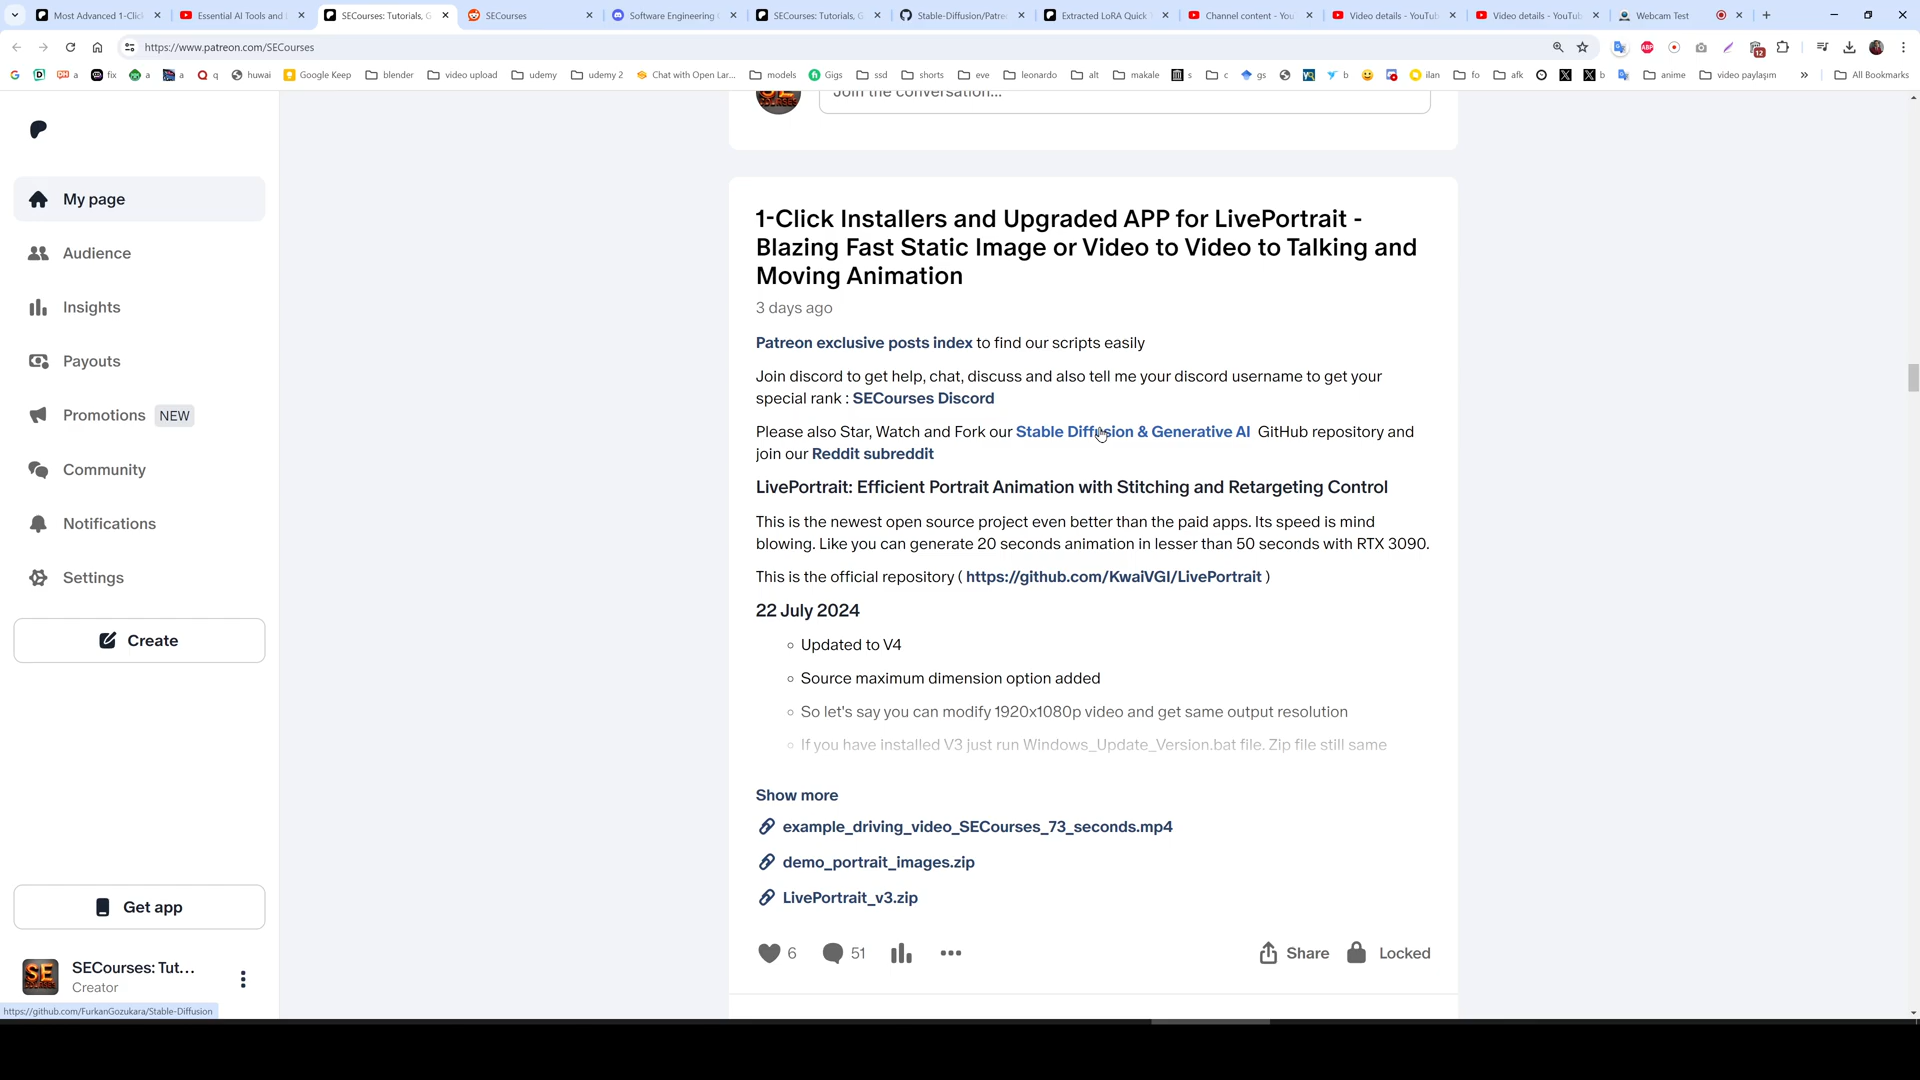 Most Advanced 1-Clic
Essential AI Tools and
SECourses: Tutorials, G
SECourses
Software Engineering C
SECourses: Tutorials, G
Stable-Diffusion/Patre
Extracted LoRA Quick T
Channel content - You
Video details - YouTub
Video details - YouTub
Webcam Test
https://www.patreon.com/SECourses
12
a
fix
a
a
q
huwai
Google Keep
blender
video upload
udemy
udemy 2
Chat with Open Lar...
models
Gigs
ssd
shorts
eve
leonardo
alt
makale
s
c
gs
b
ilan
fo
afk
b
anime
video paylaşım
All Bookmarks
Join the conversation...
My page
Audience
Insights
Payouts
Promotions NEW
Community
Notifications
Settings
Create
Get app
SECourses: Tut...
Creator
https://github.com/FurkanGozukara/Stable-Diffusion
1-Click Installers and Upgraded APP for LivePortrait -
Blazing Fast Static Image or Video to Video to Talking and
Moving Animation
3 days ago
Patreon exclusive posts index to find our scripts easily
Join discord to get help, chat, discuss and also tell me your discord username to get your
special rank : SECourses Discord
Please also Star, Watch and Fork our Stable Diffusion & Generative AI GitHub repository and
join our Reddit subreddit
LivePortrait: Efficient Portrait Animation with Stitching and Retargeting Control
This is the newest open source project even better than the paid apps. Its speed is mind
blowing. Like you can generate 20 seconds animation in lesser than 50 seconds with RTX 3090.
This is the official repository ( https://github.com/KwaiVGI/LivePortrait )
22 July 2024
Updated to V4
Source maximum dimension option added
So let's say you can modify 1920x1080p video and get same output resolution
If you have installed V3 just run Windows_Update_Version.bat file. Zip file still same
Show more
example_driving_video_SECourses_73_seconds.mp4
demo_portrait_images.zip
LivePortrait_v3.zip
6
51
Share
Locked